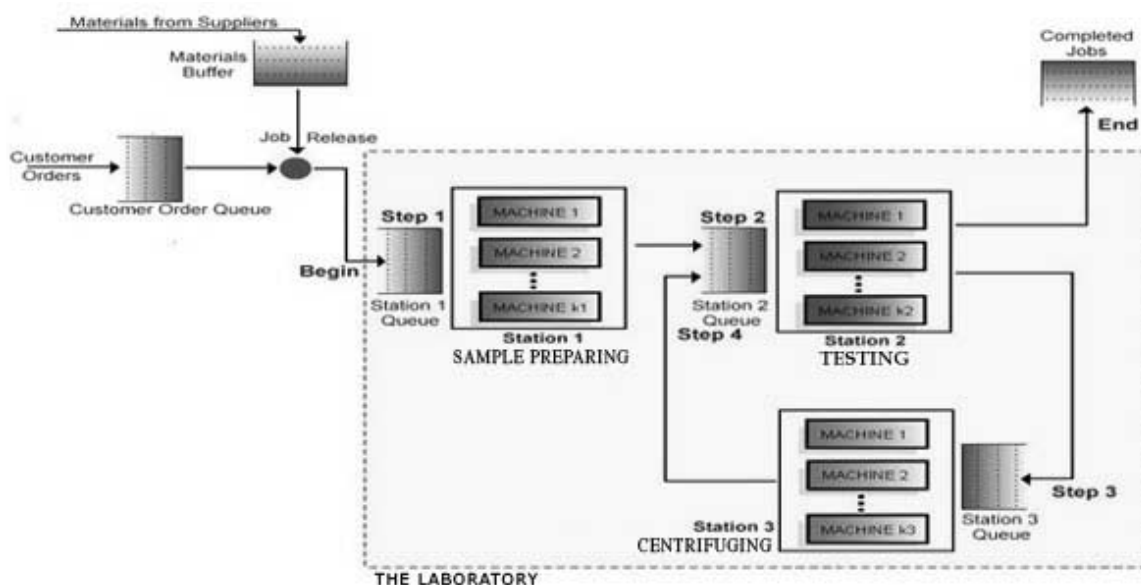 Materials from Suppliers
Materials
Buffer
Completed
Jobs
Job Release
End
Customer
Orders
Customer Order Queue
Begin
Step 1
Station 1
Queue
MACHINE 1
MACHINE 2
MACHINE k1
Station 1
SAMPLE PREPARING
Step 2
Station 2
Queue
Step 4
MACHINE 1
MACHINE 2
MACHINE k2
Station 2
TESTING
MACHINE 1
MACHINE 2
MACHINE k3
Station 3
CENTRIFUGING
Step 3
Station 3
Queue
THE LABORATORY